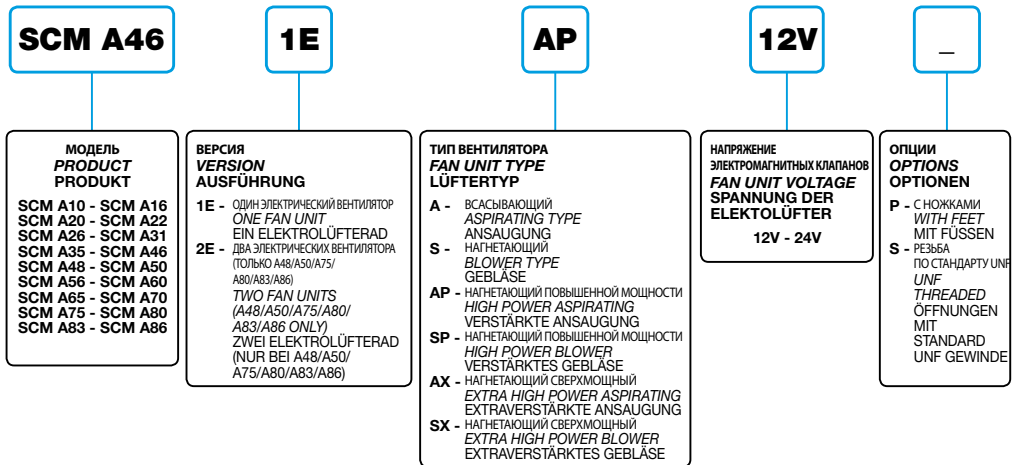 SCM A46
1E
AP
12V
_
МОДЕЛЬ
PRODUCT
PRODUKT
SCM A10 - SCM A16
SCM A20 - SCM A22
SCM A26 - SCM A31
SCM A35 - SCM A46
SCM A48 - SCM A50
SCM A56 - SCM A60
SCM A65 - SCM A70
SCM A75 - SCM A80
SCM A83 - SCM A86
ВЕРСИЯ
VERSION
AUSFÜHRUNG
1E - ОДИН ЭЛЕКТРИЧЕСКИЙ ВЕНТИЛЯТОР
ONE FAN UNIT
EIN ELEKTROLÜFTERAD
2E - ДВА ЭЛЕКТРИЧЕСКИХ ВЕНТИЛЯТОРА
(ТОЛЬКО A48/A50/A75/
A80/A83/A86)
TWO FAN UNITS
(A48/A50/A75/A80/
A83/A86 ONLY)
ZWEI ELEKTROLÜFTERAD
(NUR BEI A48/A50/
A75/A80/A83/A86)
ТИП ВЕНТИЛЯТОРА
FAN UNIT TYPE
LÜFTERTYP
A - ВСАСЫВАЮЩИЙ
ASPIRATING TYPE
ANSAUGUNG
S - НАГНЕТАЮЩИЙ
BLOWER TYPE
GEBLÄSE
AP - НАГНЕТАЮЩИЙ ПОВЫШЕННОЙ МОЩНОСТИ
HIGH POWER ASPIRATING
VERSTÄRKTE ANSAUGUNG
SP - НАГНЕТАЮЩИЙ ПОВЫШЕННОЙ МОЩНОСТИ
HIGH POWER BLOWER
VERSTÄRKTES GEBLÄSE
AX - НАГНЕТАЮЩИЙ СВЕРХМОЩНЫЙ
EXTRA HIGH POWER ASPIRATING
EXTRAVERSTÄRKTE ANSAUGUNG
SX - НАГНЕТАЮЩИЙ СВЕРХМОЩНЫЙ
EXTRA HIGH POWER BLOWER
EXTRAVERSTÄRKTES GEBLÄSE
НАПРЯЖЕНИЕ
ЭЛЕКТРОМАГНИТНЫХ КЛАПАНОВ
FAN UNIT VOLTAGE
SPANNUNG DER
ELEKTOLÜFTER
12V - 24V
ОПЦИИ
OPTIONS
OPTIONEN
P - С НОЖКАМИ
WITH FEET
MIT FÜSSEN
S - РЕЗЬБА
ПО СТАНДАРТУ UNF
UNF
THREADED
ÖFFNUNGEN
MIT
STANDARD
UNF GEWINDE